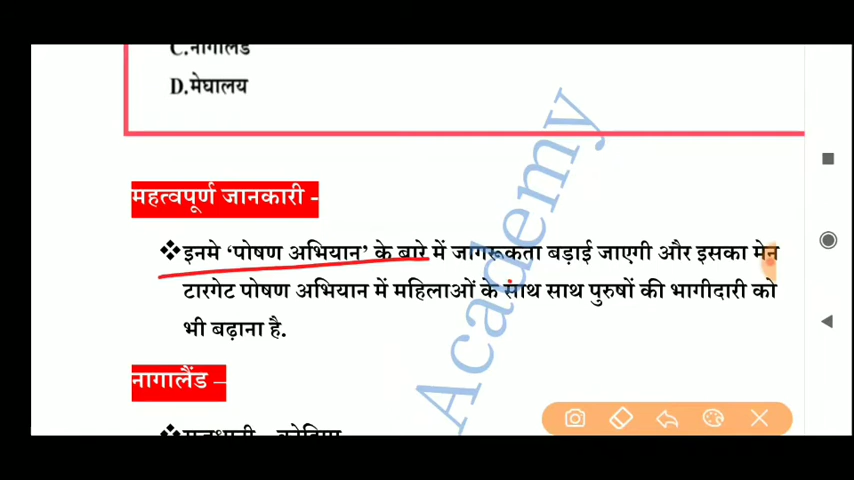 C.नागालैंड
D.मेघालय
महत्वपूर्ण जानकारी -
❖इनमे ‘पोषण अभियान’ के बारे में जागरूकता बड़ाई जाएगी और इसका मेन
टारगेट पोषण अभियान में महिलाओं के साथ साथ पुरुषों की भागीदारी को
भी बढ़ाना है.
नागालैंड –
❖राजधानी – कोहिमा
Academy